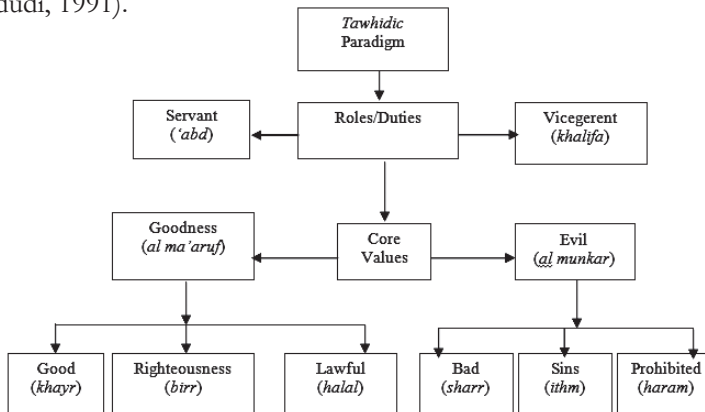 dudi, 1991).
Tawhidic
Paradigm
Servant
(‘abd)
Roles/Duties
Vicegerent
(khalifa)
Goodness
(al ma’aruf)
Core
Values
Evil
(al munkar)
Good
(khayr)
Righteousness
(birr)
Lawful
(halal)
Bad
(sharr)
Sins
(ithm)
Prohibited
(haram)